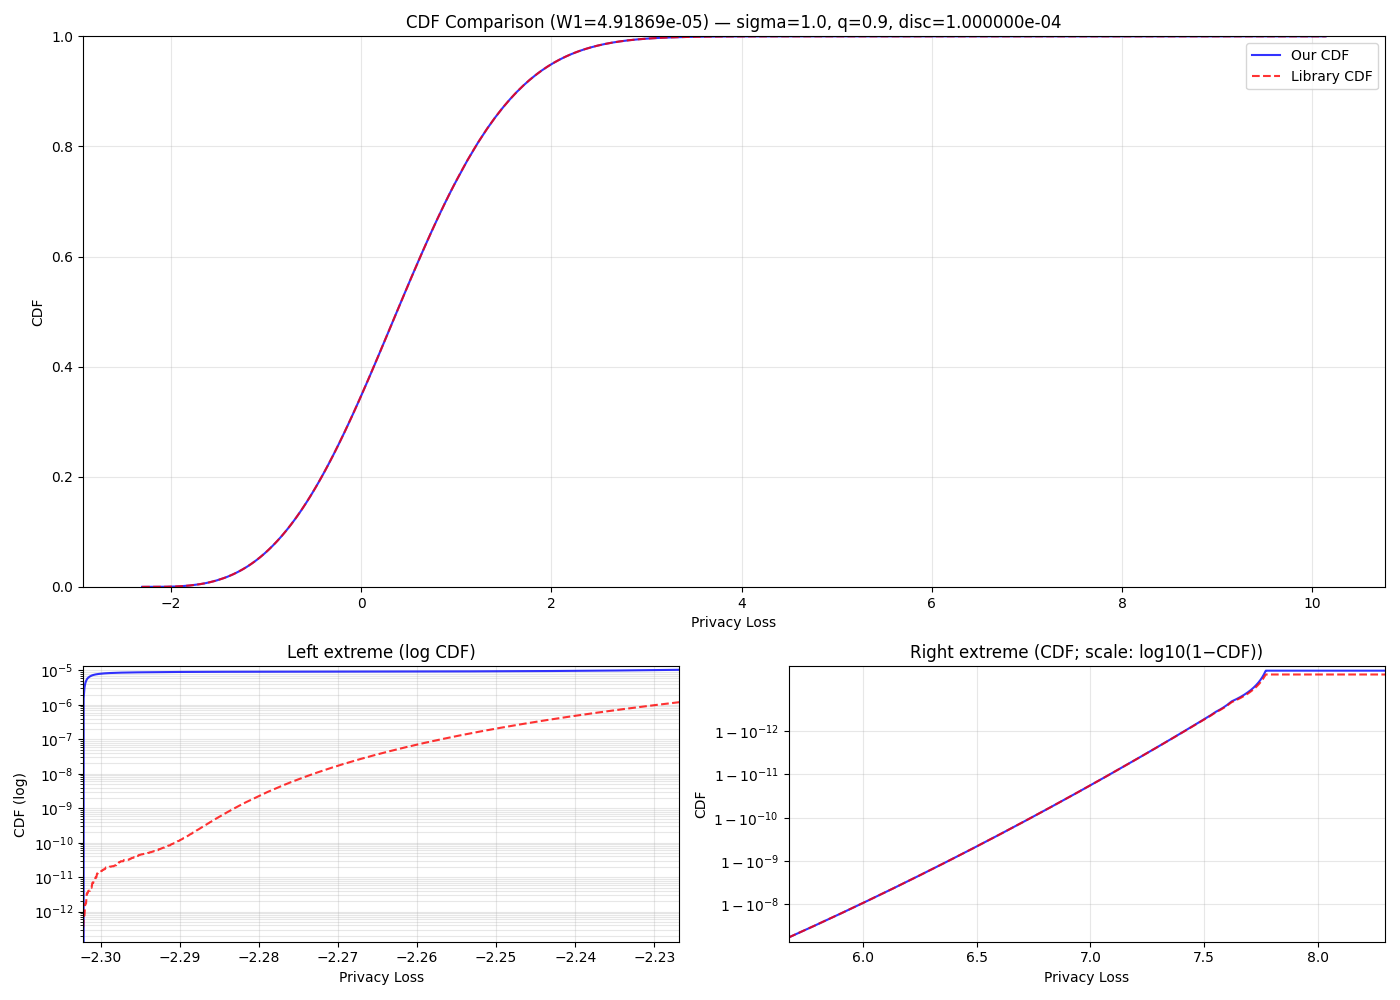 CDF Comparison (W1=4.91869e-05) — sigma=1.0, q=0.9, disc=1.000000e-04
1.0
0.8
0.6
0.4
0.2
0.0
CDF
Our CDF
Library CDF
−2
0
2
4
6
8
10
Privacy Loss
Left extreme (log CDF)
10⁻⁵
10⁻⁶
10⁻⁷
10⁻⁸
10⁻⁹
10⁻¹⁰
10⁻¹¹
10⁻¹²
CDF (log)
−2.30
−2.29
−2.28
−2.27
−2.26
−2.25
−2.24
−2.23
Privacy Loss
Right extreme (CDF; scale: log10(1−CDF))
1 − 10⁻¹²
1 − 10⁻¹¹
1 − 10⁻¹⁰
1 − 10⁻⁹
1 − 10⁻⁸
CDF
6.0
6.5
7.0
7.5
8.0
Privacy Loss